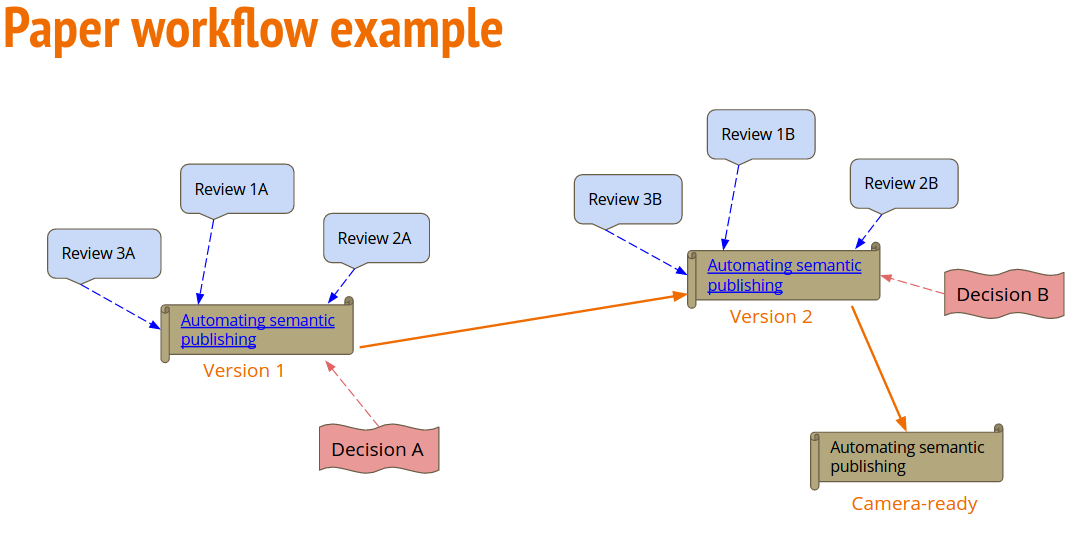 Paper workflow example
Review 1A
Review 2A
Review 3A
Automating semantic
publishing
Version 1
Decision A
Review 1B
Review 2B
Review 3B
Automating semantic
publishing
Version 2
Decision B
Automating semantic
publishing
Camera-ready